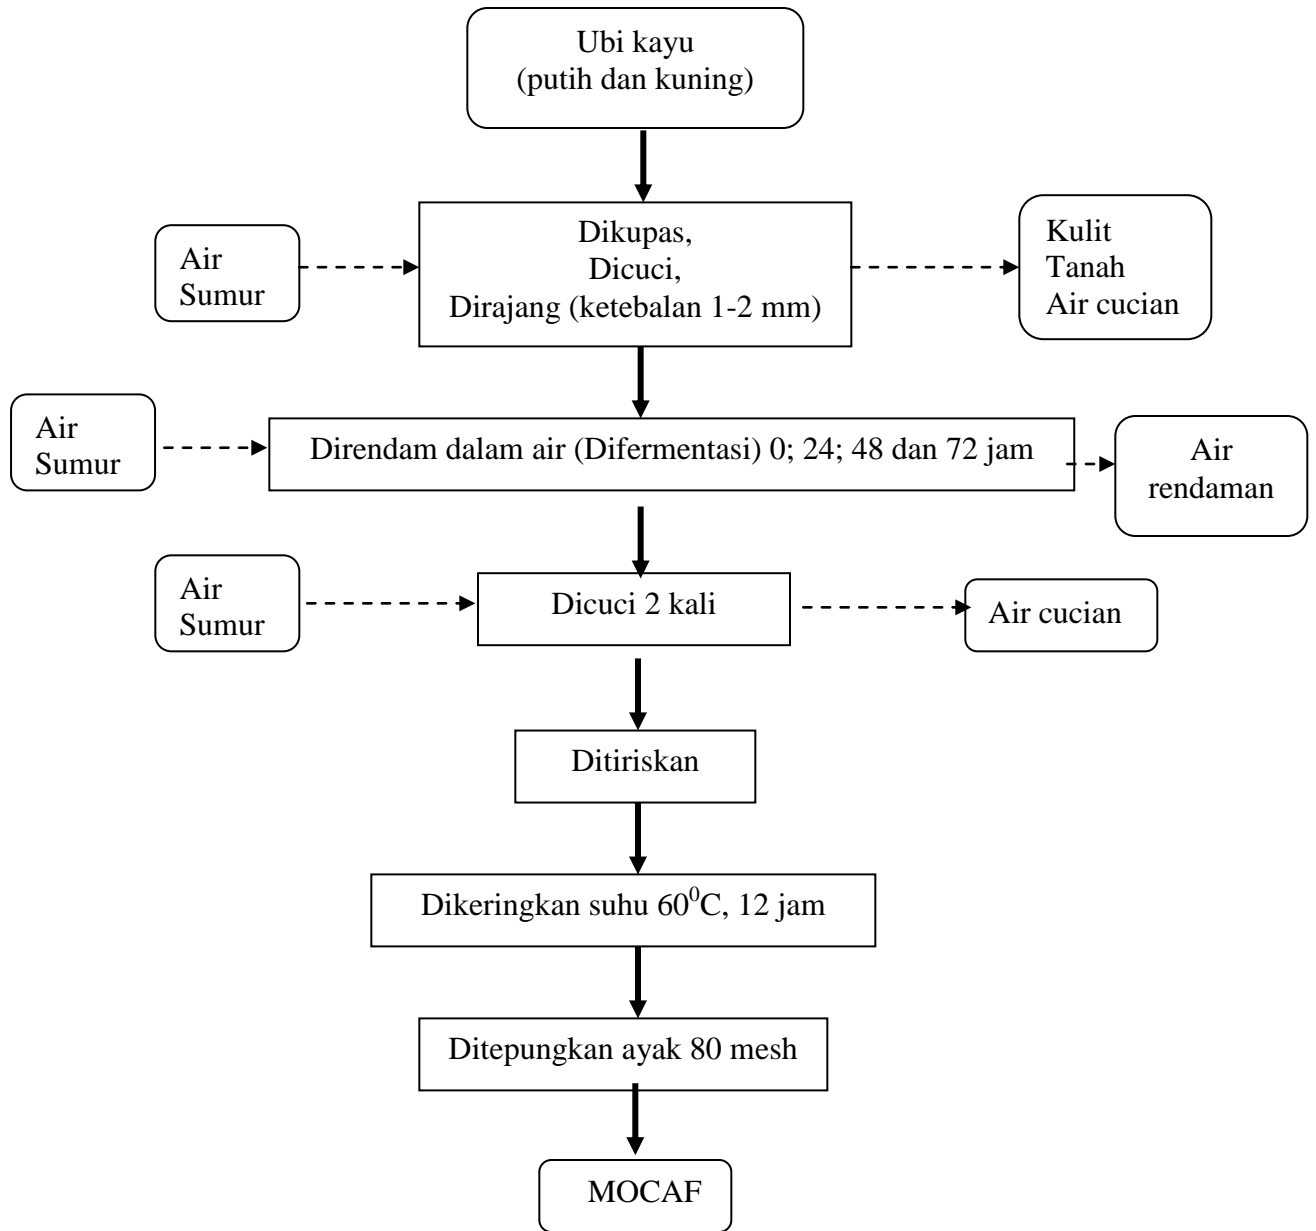 Ubi kayu
(putih dan kuning)
Air
Sumur
Dikupas,
Dicuci,
Dirajang (ketebalan 1-2 mm)
Kulit
Tanah
Air cucian
Air
Sumur
Direndam dalam air (Difermentasi) 0; 24; 48 dan 72 jam
Air
rendaman
Air
Sumur
Dicuci 2 kali
Air cucian
Ditiriskan
Dikeringkan suhu 60⁰C, 12 jam
Ditepungkan ayak 80 mesh
MOCAF